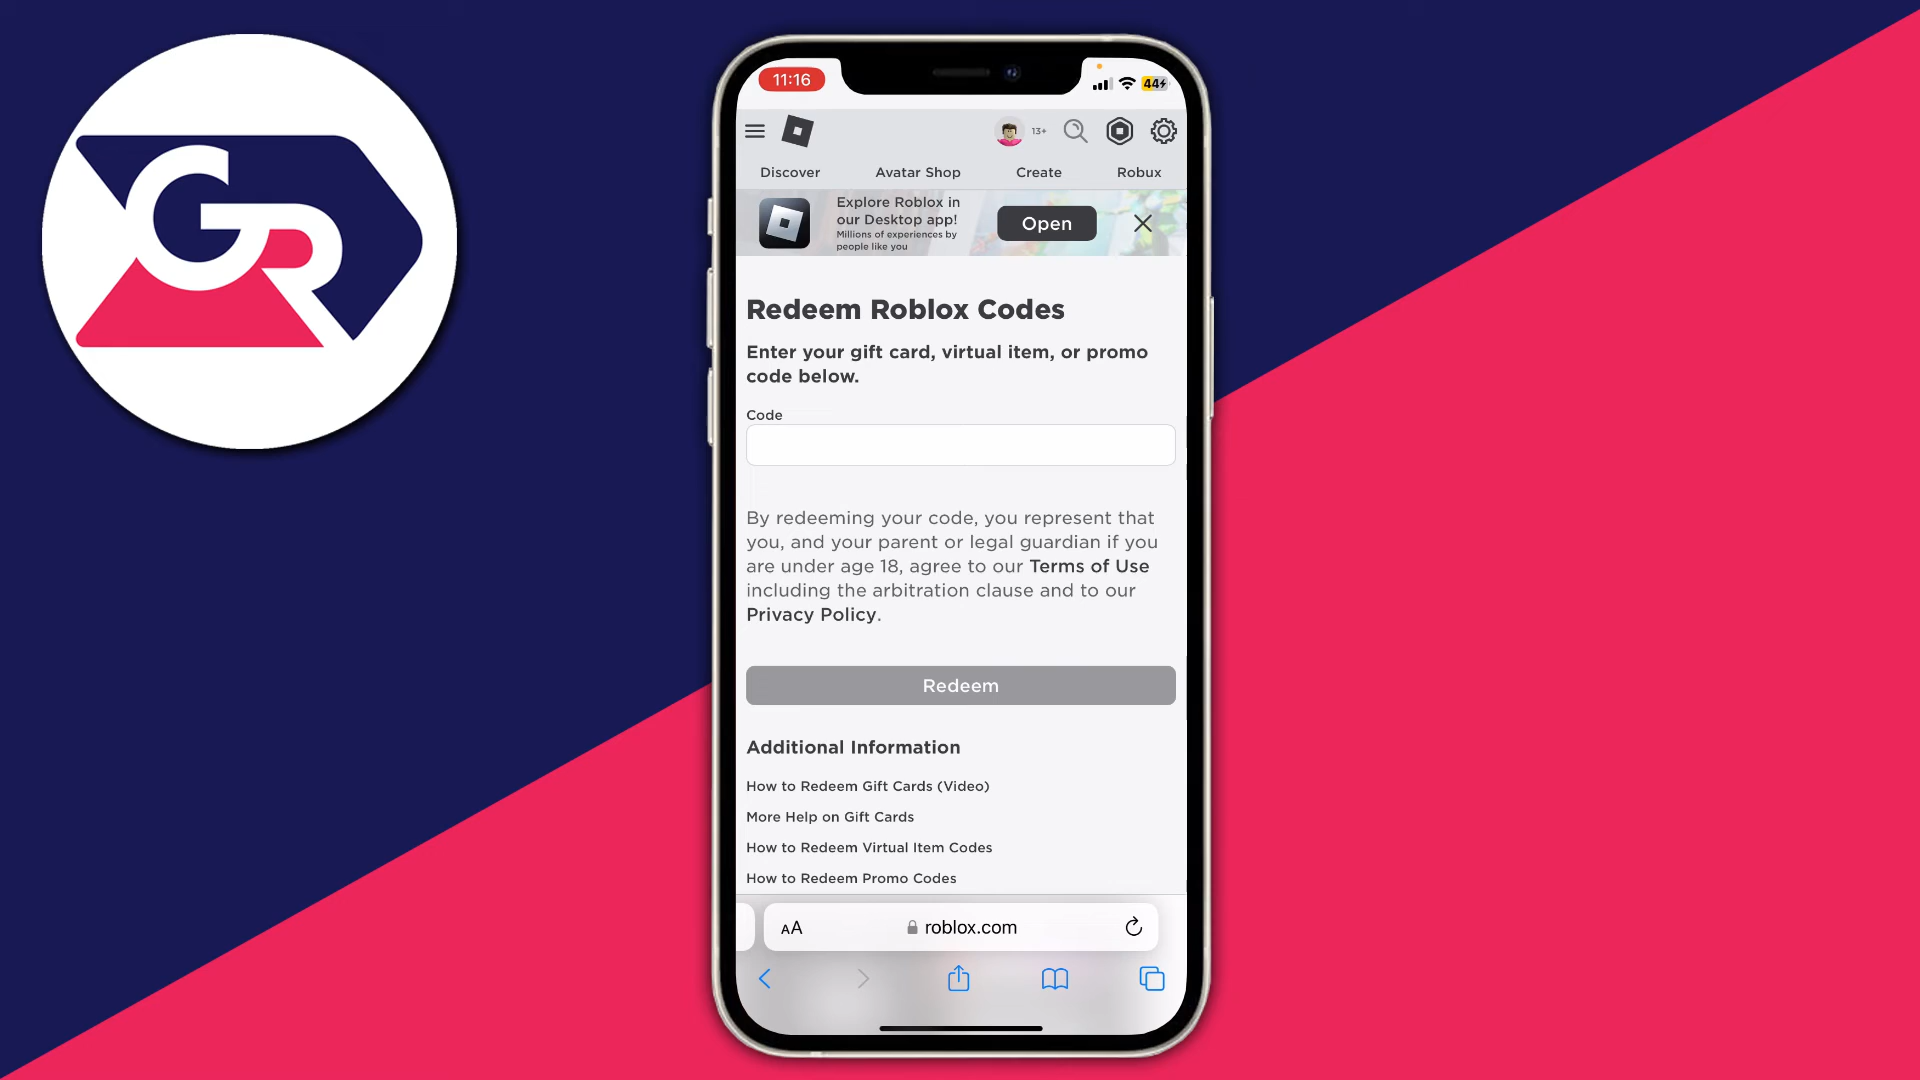 GR
11:16
44
13+
Discover
Avatar Shop
Create
Robux
Explore Roblox in
our Desktop app!
Millions of experiences by
people like you
Open
Redeem Roblox Codes
Enter your gift card, virtual item, or promo
code below.
Code
By redeeming your code, you represent that
you, and your parent or legal guardian if you
are under age 18, agree to our Terms of Use
including the arbitration clause and to our
Privacy Policy.
Redeem
Additional Information
How to Redeem Gift Cards (Video)
More Help on Gift Cards
How to Redeem Virtual Item Codes
How to Redeem Promo Codes
AA
roblox.com